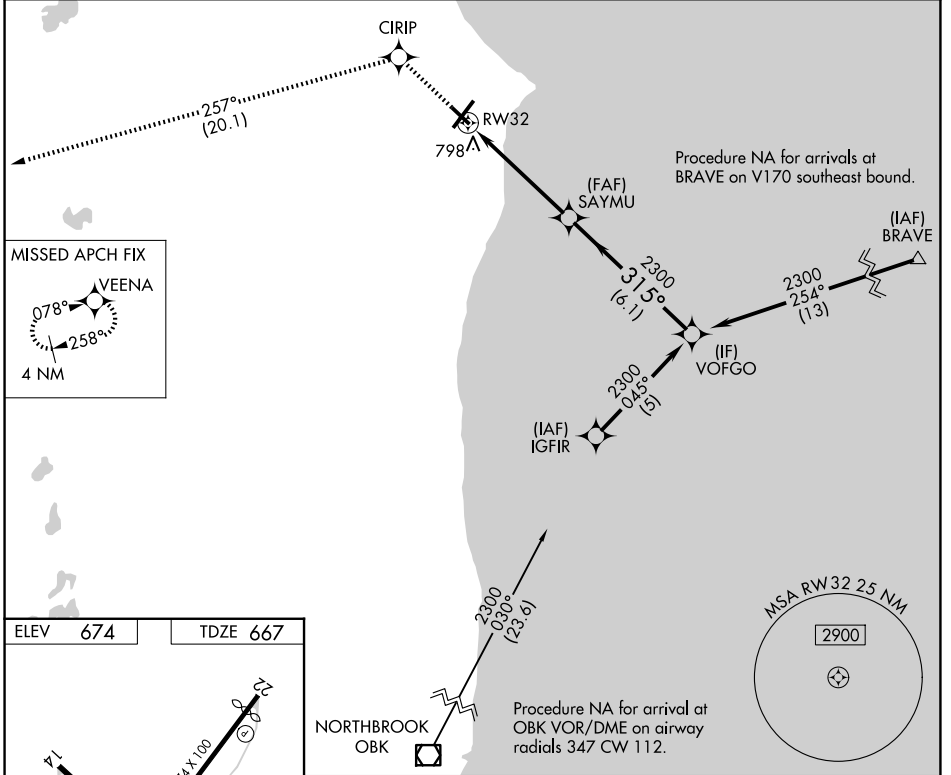 CIRIP
257°
(20.1)
RW32
798
Procedure NA for arrivals at
BRAVE on V170 southeast bound.
(FAF)
SAYMU
(IAF)
BRAVE
MISSED APCH FIX
VEENA
078°
258°
4 NM
2300
315°
(6.1)
2300
254°
(13)
(IF)
VOFGO
2300
045°
(5)
(IAF)
IGFIR
2300
030°
(23.6)
MSA RW32 25 NM
2900
ELEV 674
TDZE 667
22
P
14
4 X 100
NORTHBROOK
OBK
Procedure NA for arrival at
OBK VOR/DME on airway
radials 347 CW 112.